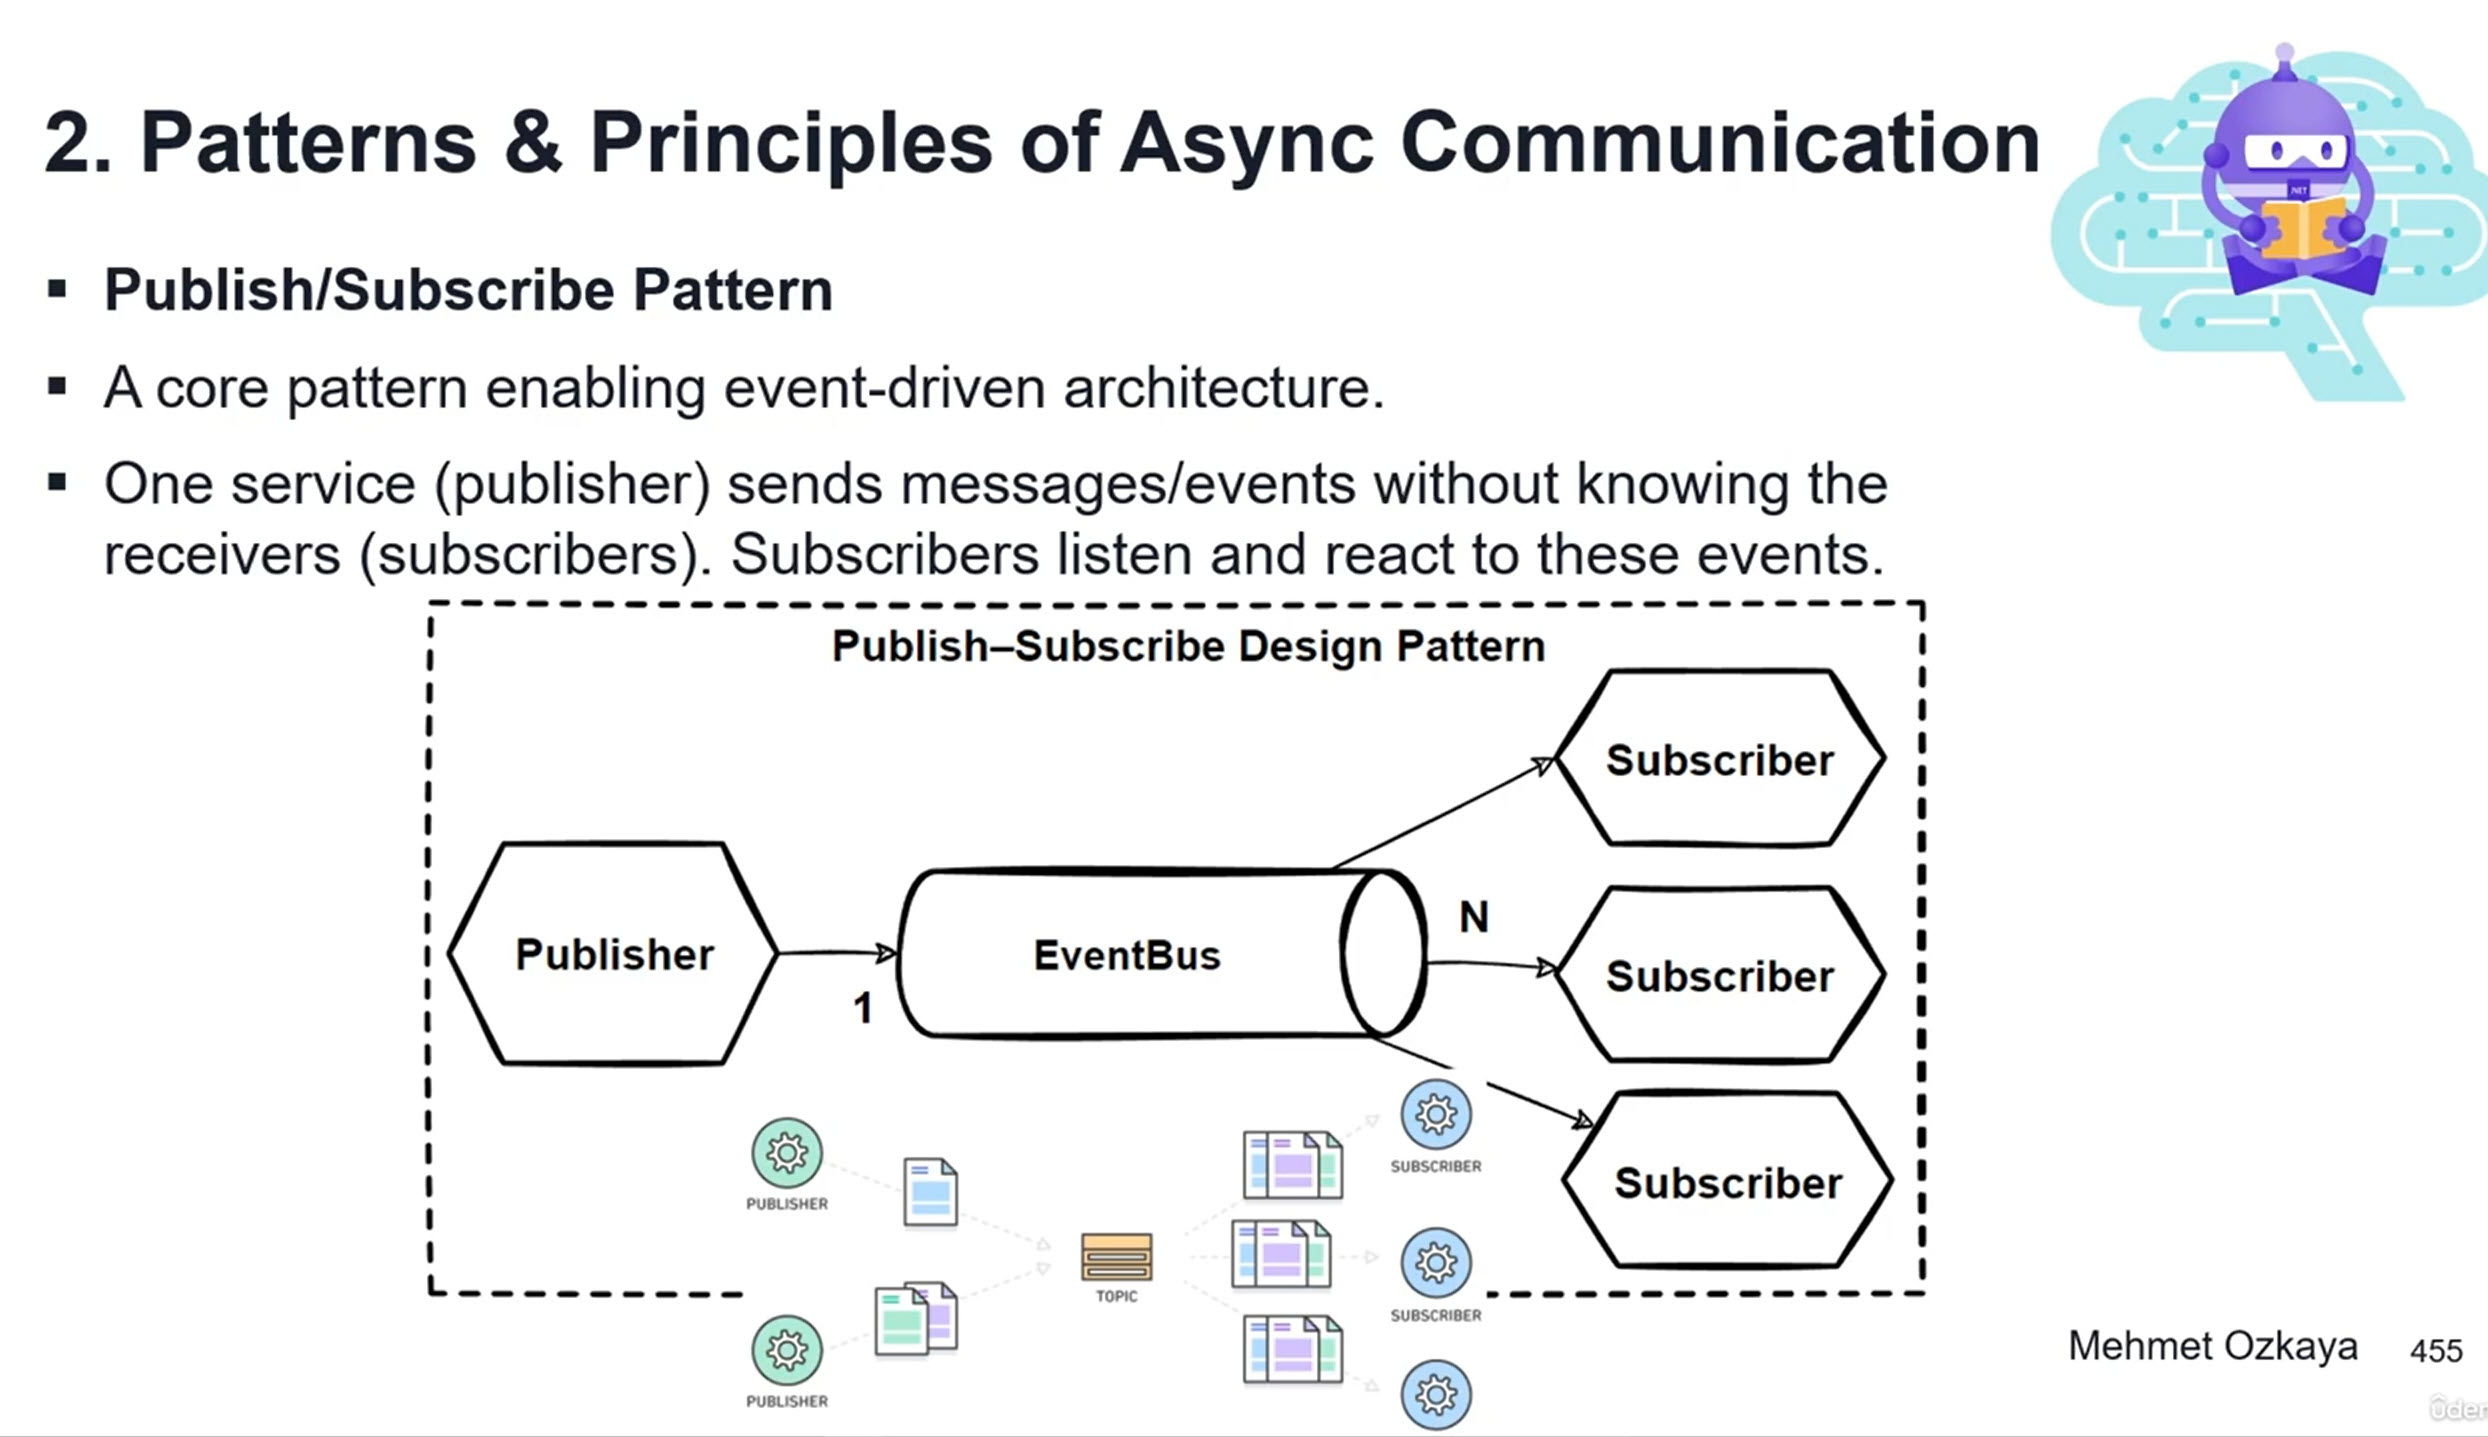 2. Patterns & Principles of Async Communication
.NET
▪ Publish/Subscribe Pattern
▪ A core pattern enabling event-driven architecture.
▪ One service (publisher) sends messages/events without knowing the
receivers (subscribers). Subscribers listen and react to these events.
Publish–Subscribe Design Pattern
Subscriber
Publisher
1
EventBus
N
Subscriber
Subscriber
PUBLISHER
TOPIC
SUBSCRIBER
SUBSCRIBER
PUBLISHER
Mehmet Ozkaya 455